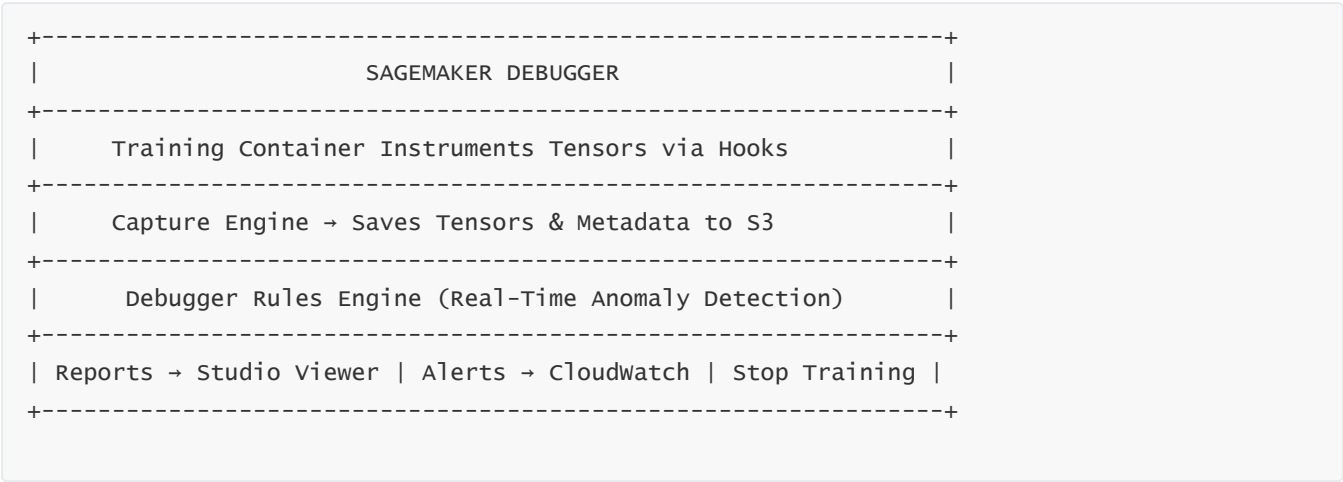 +----------------------------------------------------------------+
| SAGEMAKER DEBUGGER |
+----------------------------------------------------------------+
| Training Container Instruments Tensors via Hooks |
+----------------------------------------------------------------+
| Capture Engine → Saves Tensors & Metadata to S3 |
+----------------------------------------------------------------+
| Debugger Rules Engine (Real-Time Anomaly Detection) |
+----------------------------------------------------------------+
| Reports → Studio Viewer | Alerts → CloudWatch | Stop Training |
+----------------------------------------------------------------+